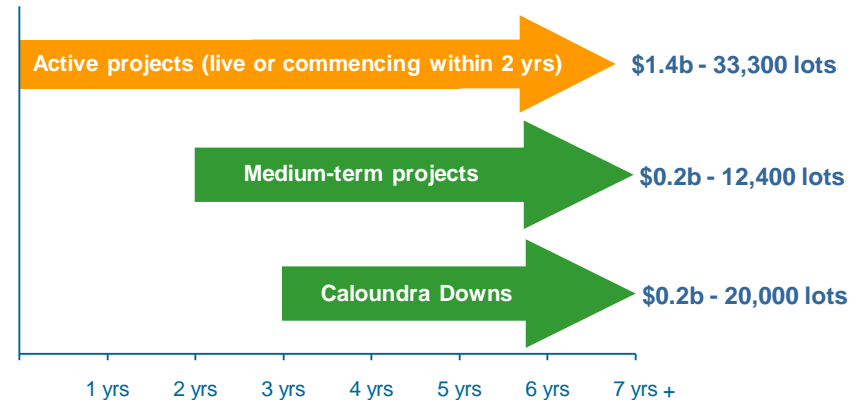 Active projects (live or commencing within 2 yrs)
$1.4b - 33,300 lots
Medium-term projects
$0.2b - 12,400 lots
Caloundra Downs
$0.2b - 20,000 lots
1 yrs 2 yrs 3 yrs 4 yrs 5 yrs 6 yrs 7 yrs +